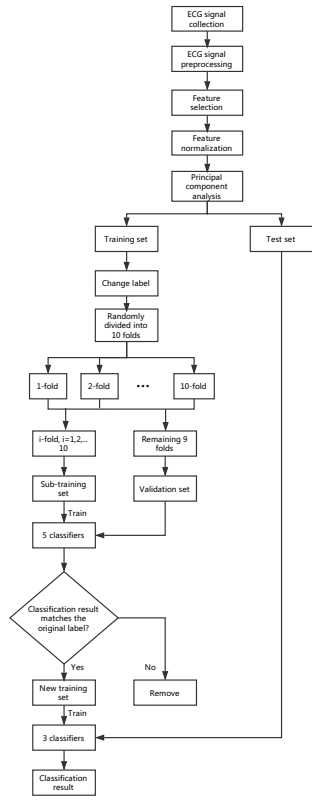 ECG signal
collection
ECG signal
preprocessing
Feature
selection
Feature
normalization
Principal
component
analysis
Training set
Test set
Change label
Randomly
divided into
10 folds
1-fold
2-fold
...
10-fold
i-fold, i=1,2,..
10
Remaining 9
folds
Sub-training
set
Validation set
Train
5 classifiers
Classification result
matches the
original label?
Yes
No
New training
set
Remove
Train
3 classifiers
Classification
result